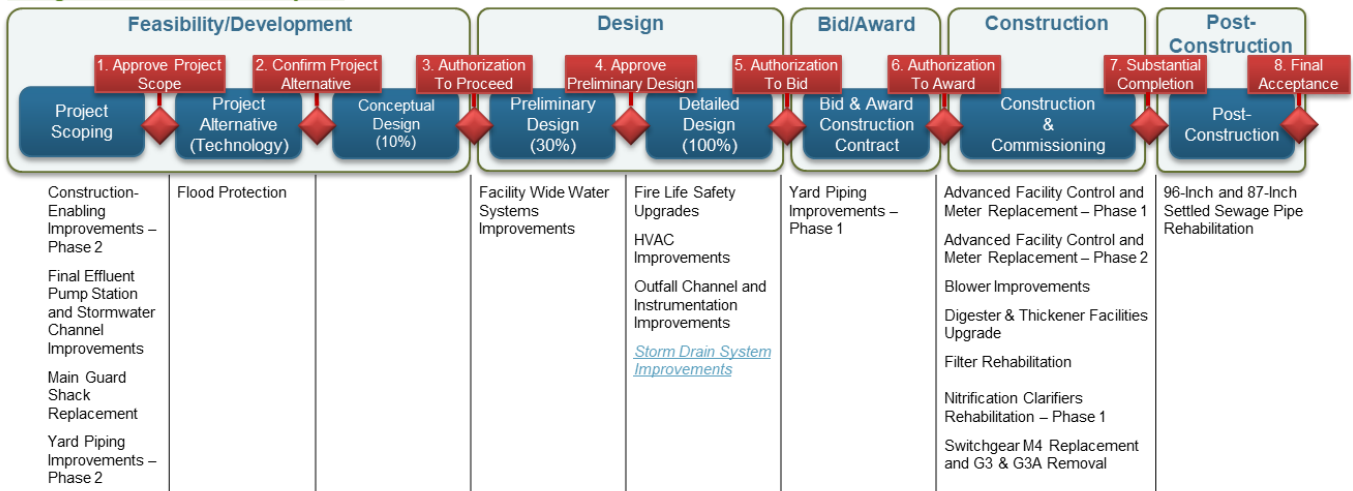 Feasibility/Development
Design
Bid/Award
Construction
Post-
Construction
1. Approve Project
Scope
2. Confirm Project
Alternative
3. Authorization
To Proceed
4. Approve
Preliminary Design
5. Authorization
To Bid
6. Authorization
To Award
7. Substantial
Completion
8. Final
Acceptance
Project
Scoping
Project
Alternative
(Technology)
Conceptual
Design
(10%)
Preliminary
Design
(30%)
Detailed
Design
(100%)
Bid & Award
Construction
Contract
Construction
&
Commissioning
Post-
Construction
Construction-
Enabling
Improvements –
Phase 2
Final Effluent
Pump Station
and Stormwater
Channel
Improvements
Main Guard
Shack
Replacement
Yard Piping
Improvements –
Phase 2
Flood Protection
Facility Wide Water
Systems
Improvements
Fire Life Safety
Upgrades
HVAC
Improvements
Outfall Channel and
Instrumentation
Improvements
Storm Drain System
Improvements
Yard Piping
Improvements –
Phase 1
Advanced Facility Control and
Meter Replacement – Phase 1
Advanced Facility Control and
Meter Replacement – Phase 2
Blower Improvements
Digester & Thickener Facilities
Upgrade
Filter Rehabilitation
Nitrification Clarifiers
Rehabilitation – Phase 1
Switchgear M4 Replacement
and G3 & G3A Removal
96-Inch and 87-Inch
Settled Sewage Pipe
Rehabilitation